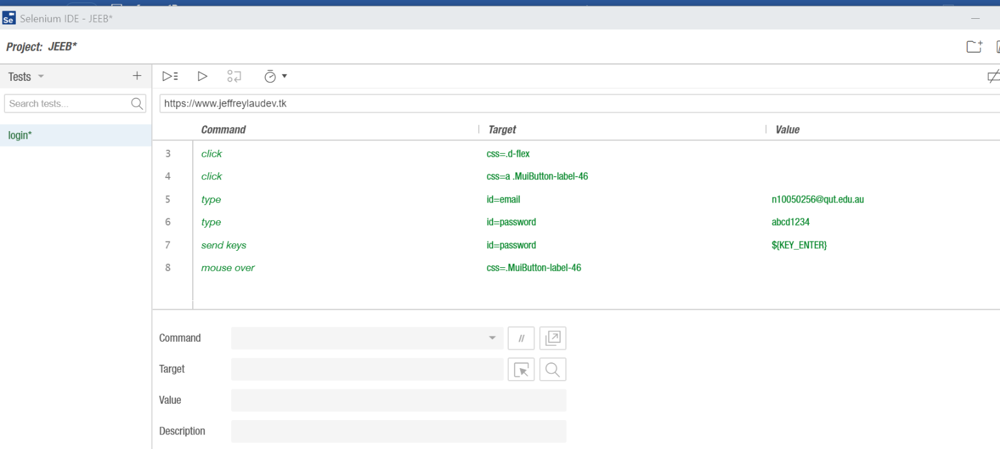 Se Selenium IDE - JEEB*
Project: JEEB*
Tests
Search tests...
login*
https://www.jeffreylaudev.tk
Command Target Value
3 click css=.d-flex
4 click css=a .MuiButton-label-46
5 type id=email n10050256@qut.edu.au
6 type id=password abcd1234
7 send keys id=password ${KEY_ENTER}
8 mouse over css=.MuiButton-label-46
Command //
Target
Value
Description